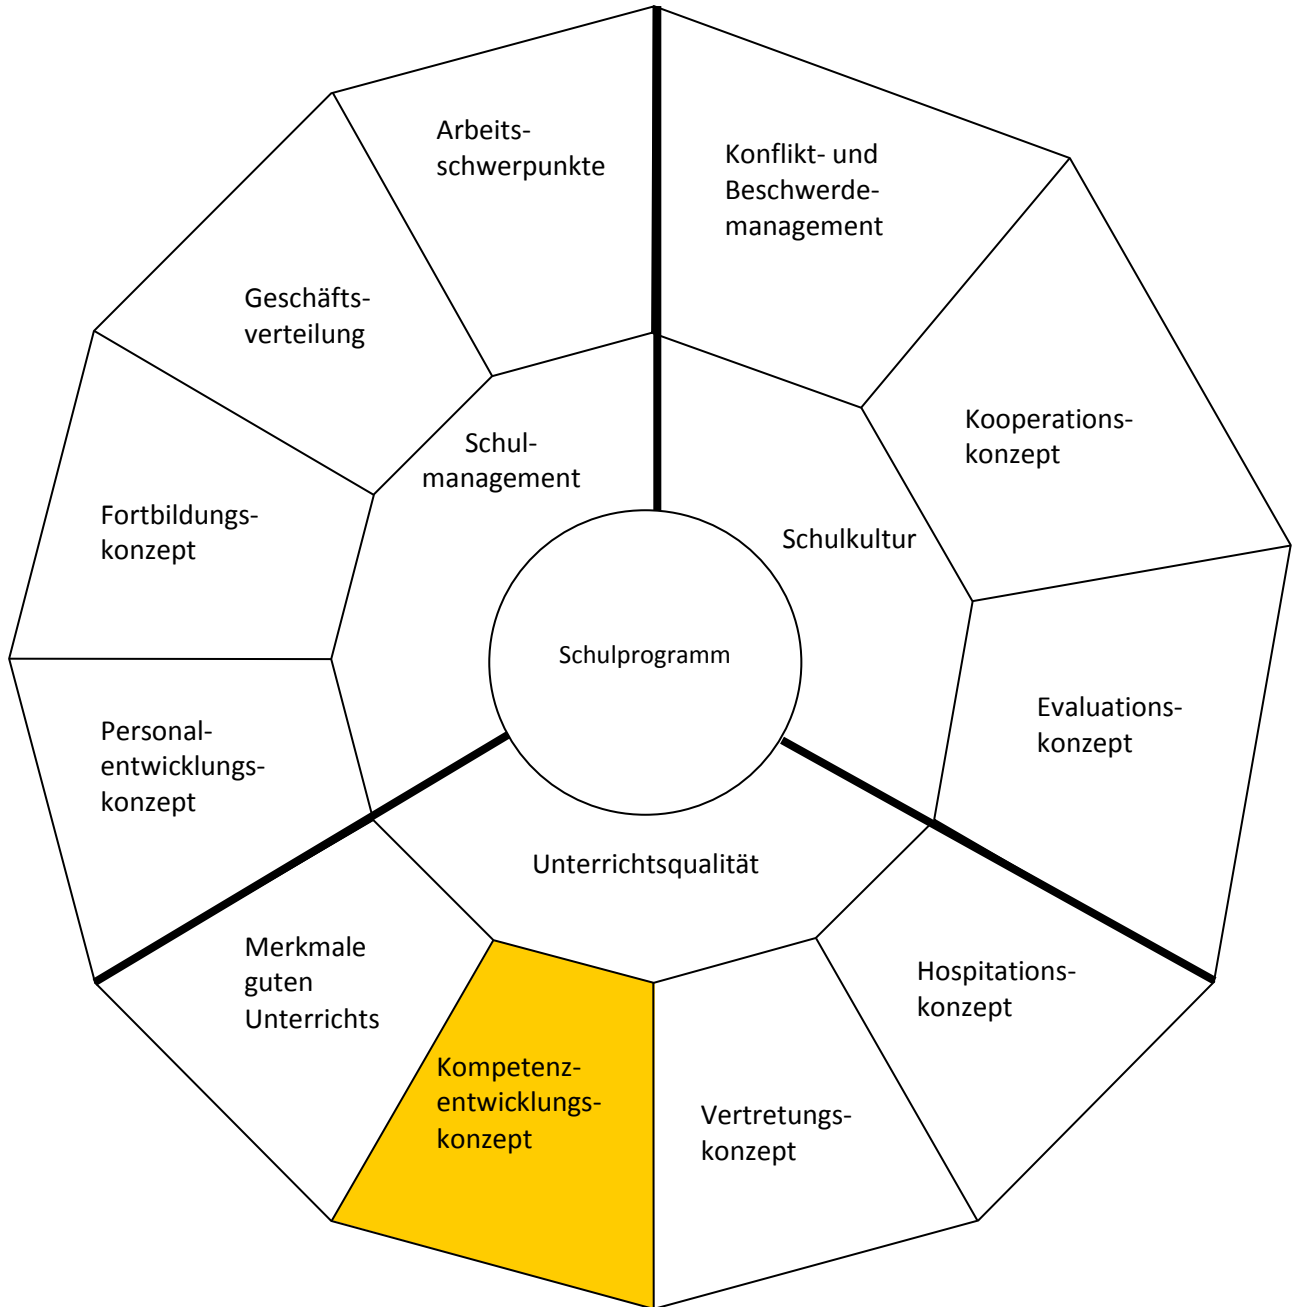 Arbeits-
schwerpunkte
Konflikt- und
Beschwerde-
management
Geschäfts-
verteilung
Kooperations-
konzept
Schul-
management
Fortbildungs-
konzept
Schulkultur
Schulprogramm
Personal-
entwicklungs-
konzept
Evaluations-
konzept
Unterrichtsqualität
Merkmale
guten
Unterrichts
Hospitations-
konzept
Kompetenz-
entwicklungs-
konzept
Vertretungs-
konzept